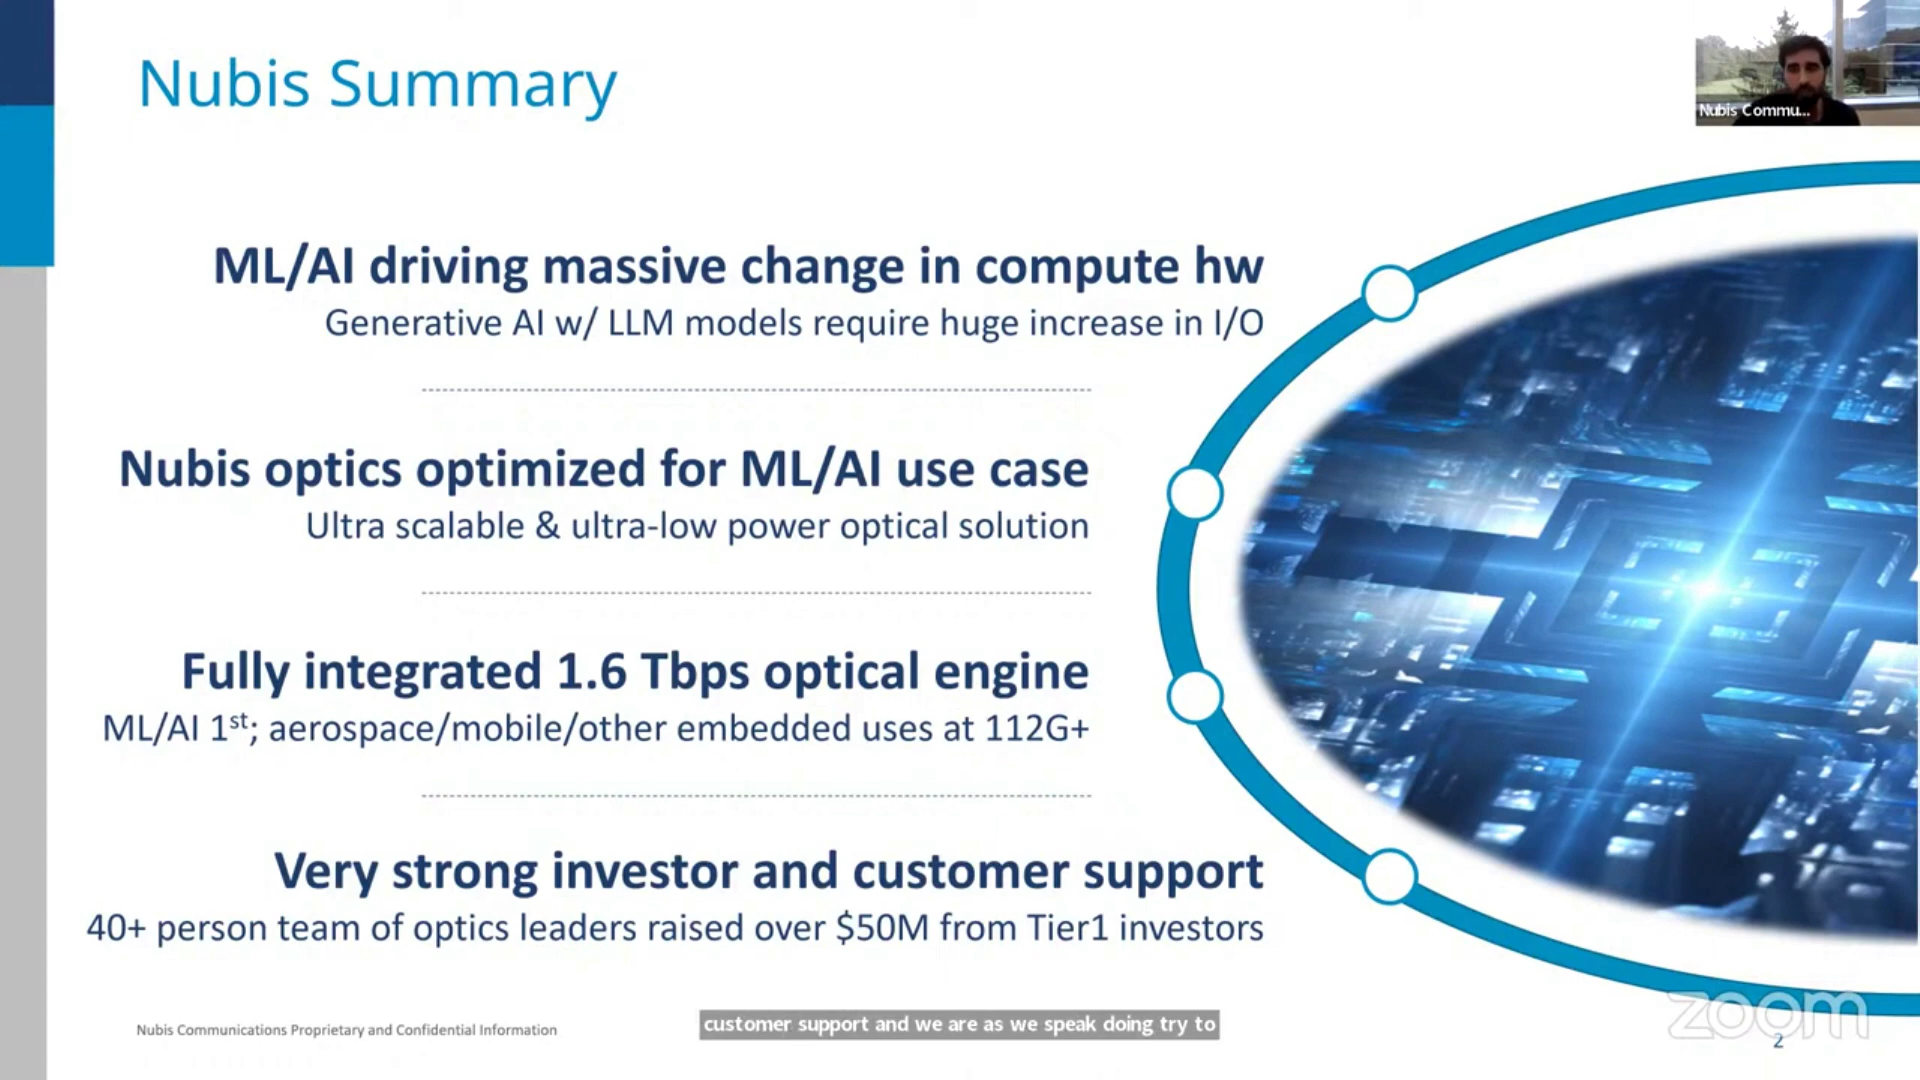 Nubis Summary
Nubis Commu...
ML/AI driving massive change in compute hw
Generative AI w/ LLM models require huge increase in I/O
Nubis optics optimized for ML/AI use case
Ultra scalable & ultra-low power optical solution
Fully integrated 1.6 Tbps optical engine
ML/AI 1st; aerospace/mobile/other embedded uses at 112G+
Very strong investor and customer support
40+ person team of optics leaders raised over $50M from Tier1 investors
Nubis Communications Proprietary and Confidential Information
customer support and we are as we speak doing try to
zoom
2